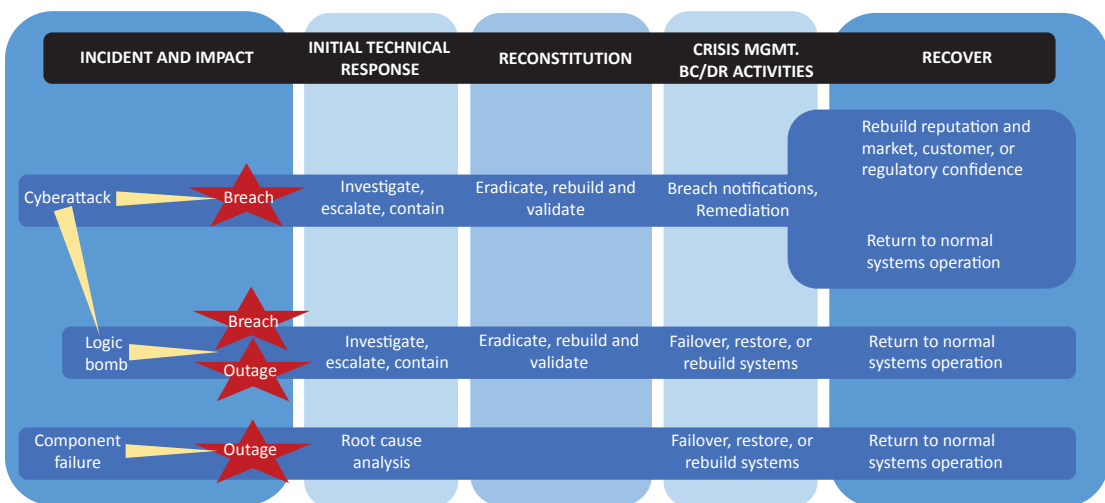 INCIDENT AND IMPACT
INITIAL TECHNICAL
RESPONSE
RECONSTITUTION
CRISIS MGMT.
BC/DR ACTIVITIES
RECOVER
Cyberattack
Breach
Investigate,
escalate, contain
Eradicate, rebuild and
validate
Breach notifications,
Remediation
Rebuild reputation and
market, customer, or
regulatory confidence
Return to normal
systems operation
Logic
bomb
Breach
Outage
Investigate,
escalate, contain
Eradicate, rebuild and
validate
Failover, restore, or
rebuild systems
Return to normal
systems operation
Component
failure
Outage
Root cause
analysis
Failover, restore, or
rebuild systems
Return to normal
systems operation